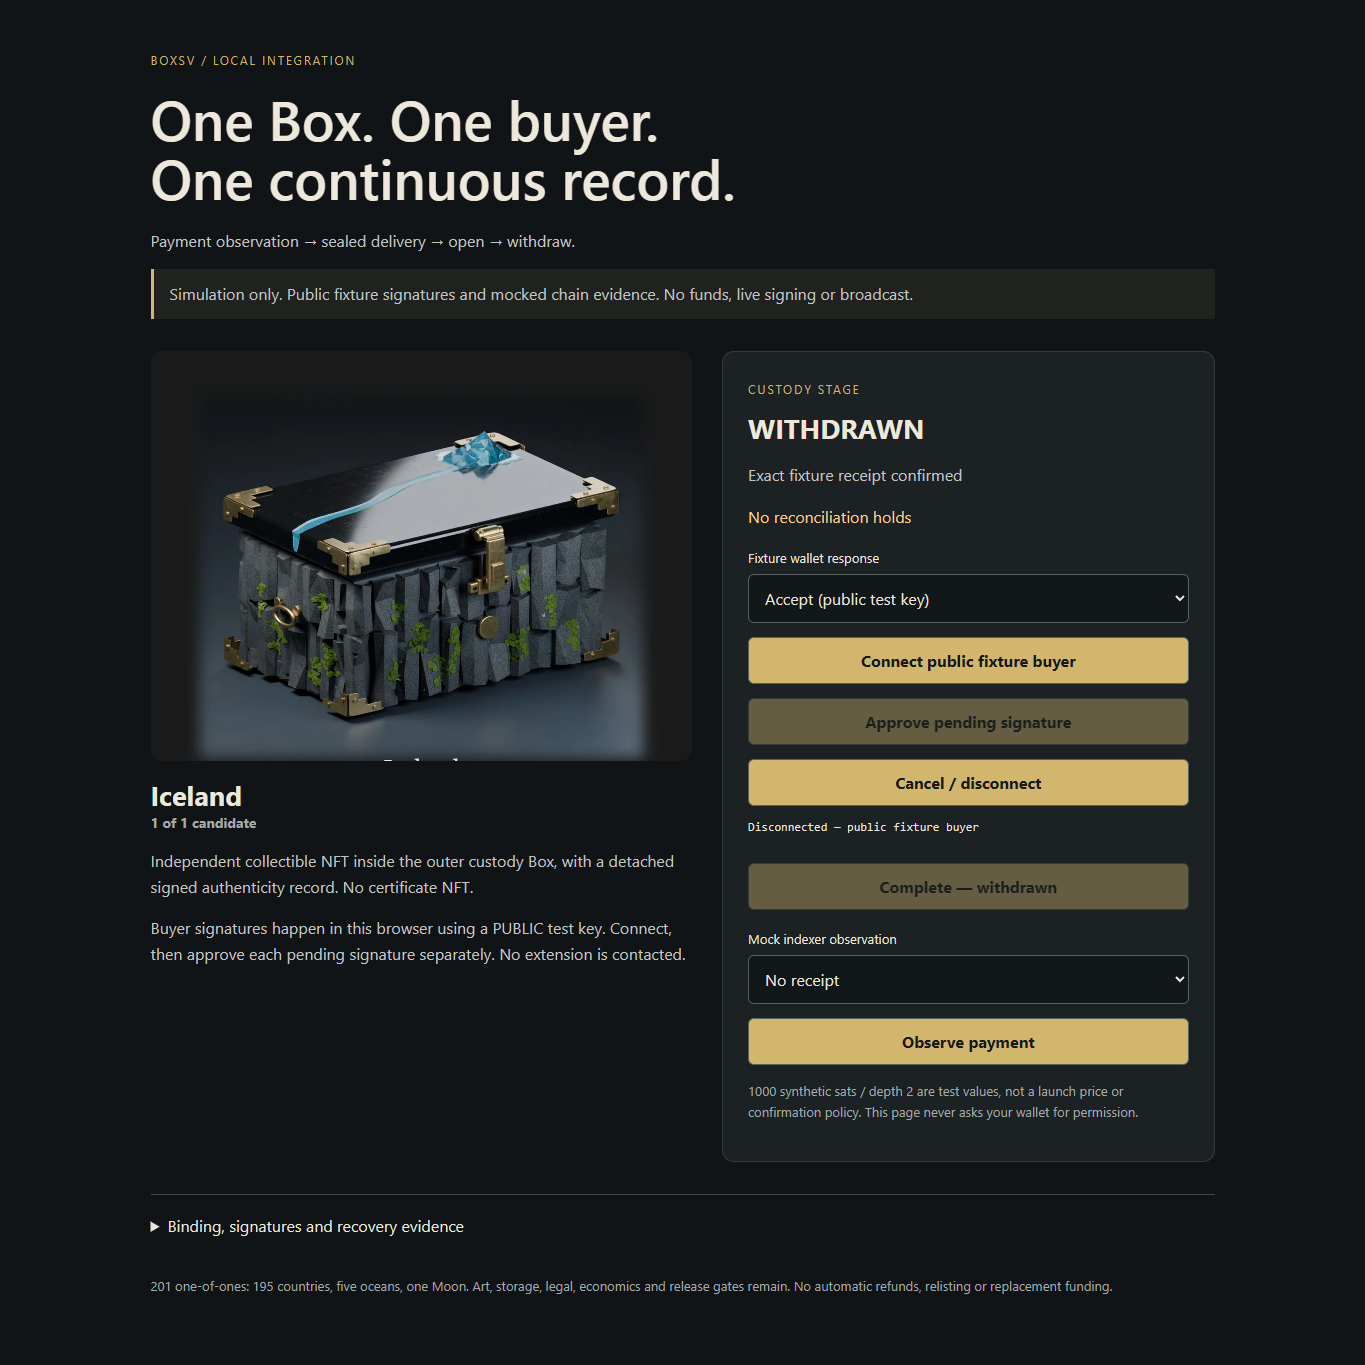 BOXSV / LOCAL INTEGRATION
One Box. One buyer.
One continuous record.
Payment observation → sealed delivery → open → withdraw.
Simulation only. Public fixture signatures and mocked chain evidence. No funds, live signing or broadcast.
Iceland
1 of 1 candidate
Independent collectible NFT inside the outer custody Box, with a detached
signed authenticity record. No certificate NFT.
Buyer signatures happen in this browser using a PUBLIC test key. Connect,
then approve each pending signature separately. No extension is contacted.
CUSTODY STAGE
WITHDRAWN
Exact fixture receipt confirmed
No reconciliation holds
Fixture wallet response
Accept (public test key)
Connect public fixture buyer
Approve pending signature
Cancel / disconnect
Disconnected — public fixture buyer
Complete — withdrawn
Mock indexer observation
No receipt
Observe payment
1000 synthetic sats / depth 2 are test values, not a launch price or
confirmation policy. This page never asks your wallet for permission.
Binding, signatures and recovery evidence
201 one-of-ones: 195 countries, five oceans, one Moon. Art, storage, legal, economics and release gates remain. No automatic refunds, relisting or replacement funding.